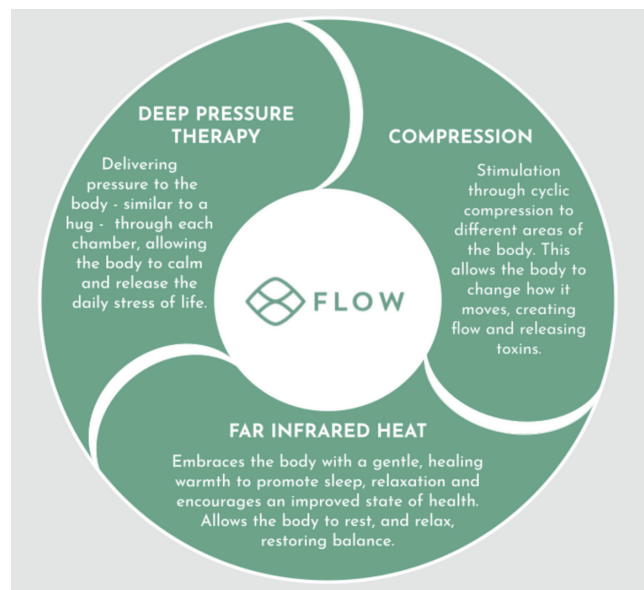 DEEP PRESSURE
THERAPY
Delivering
pressure to the
body - similar to a
hug - through each
chamber, allowing
the body to calm
and release the
daily stress of life.
COMPRESSION
Stimulation
through cyclic
compression to
different areas of
the body. This
allows the body to
change how it
moves, creating
flow and releasing
toxins.
FLOW
FAR INFRARED HEAT
Embraces the body with a gentle, healing
warmth to promote sleep, relaxation and
encourages an improved state of health.
Allows the body to rest, and relax,
restoring balance.